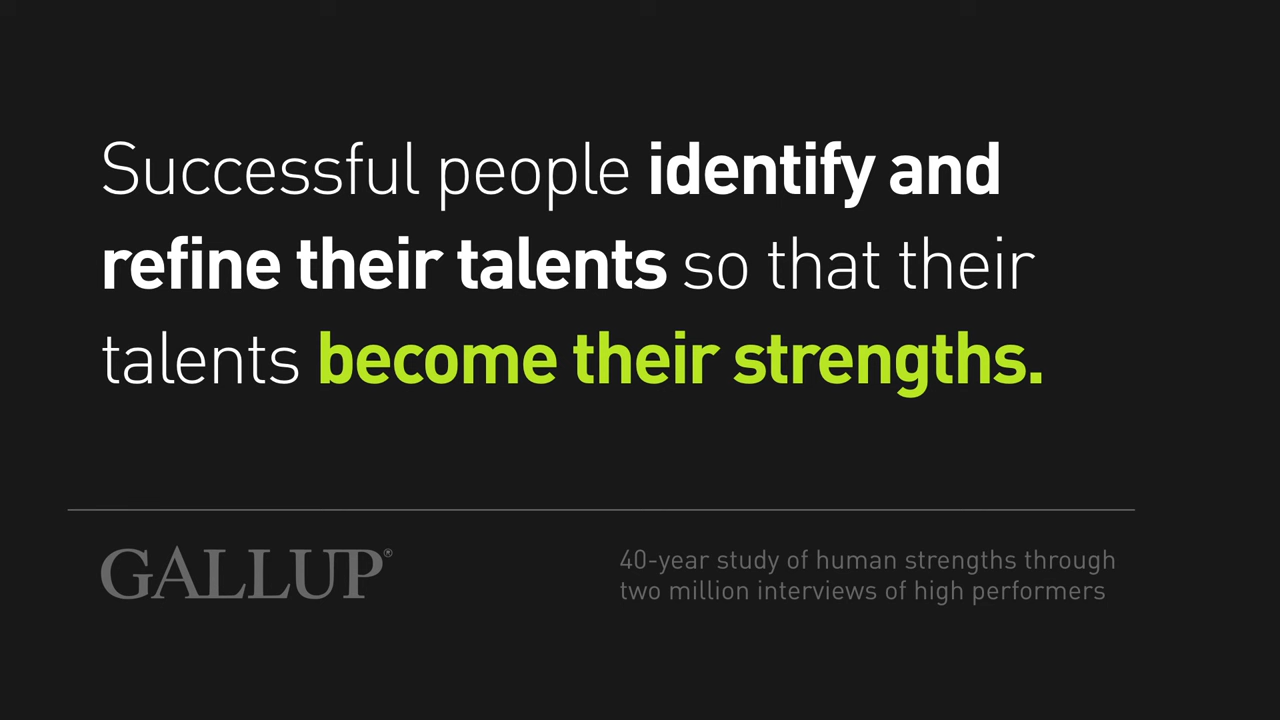 Successful people identify and
refine their talents so that their
talents become their strengths.
GALLUP®
40-year study of human strengths through
two million interviews of high performers